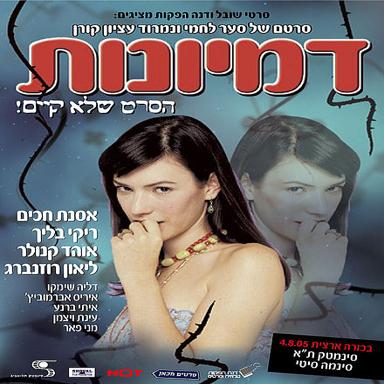 סרטי שובל ודנה הפקות מציגים:
סרטם של סער לחמי ונמרוד עציון קורן
דמיונות
הסרט שלא קיים!
אסנת חכים
ריקי בליך
אוהד קנולר
ליאון רוזנברג
דליה שימקו
איריס אברמוביץ'
איתי ברנע
עינת ויצמן
מני פאר
בכורה ארצית 4.8.05
סינמטק ת"א
סינמה סיטי
HOT